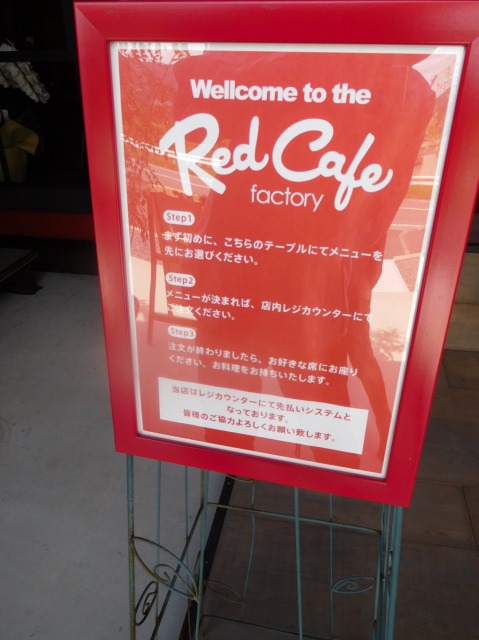 Wellcome to the
Red Cafe
factory
Step1
まず初めに、こちらのテーブルにてメニューを
先にお選びください。
Step2
メニューが決まれば、店内レジカウンターにて
ご注文ください。
Step3
注文が終わりましたら、お好きな席にお座り
ください、お料理をお持ちいたします。
当店はレジカウンターにて先払いシステムと
なっております。
皆様のご協力よろしくお願い致します。